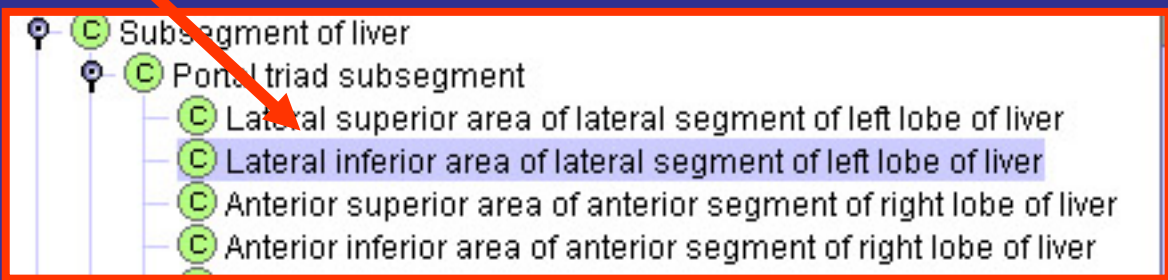 C Subsegment of liver
C Portal triad subsegment
C Lateral superior area of lateral segment of left lobe of liver
C Lateral inferior area of lateral segment of left lobe of liver
C Anterior superior area of anterior segment of right lobe of liver
C Anterior inferior area of anterior segment of right lobe of liver